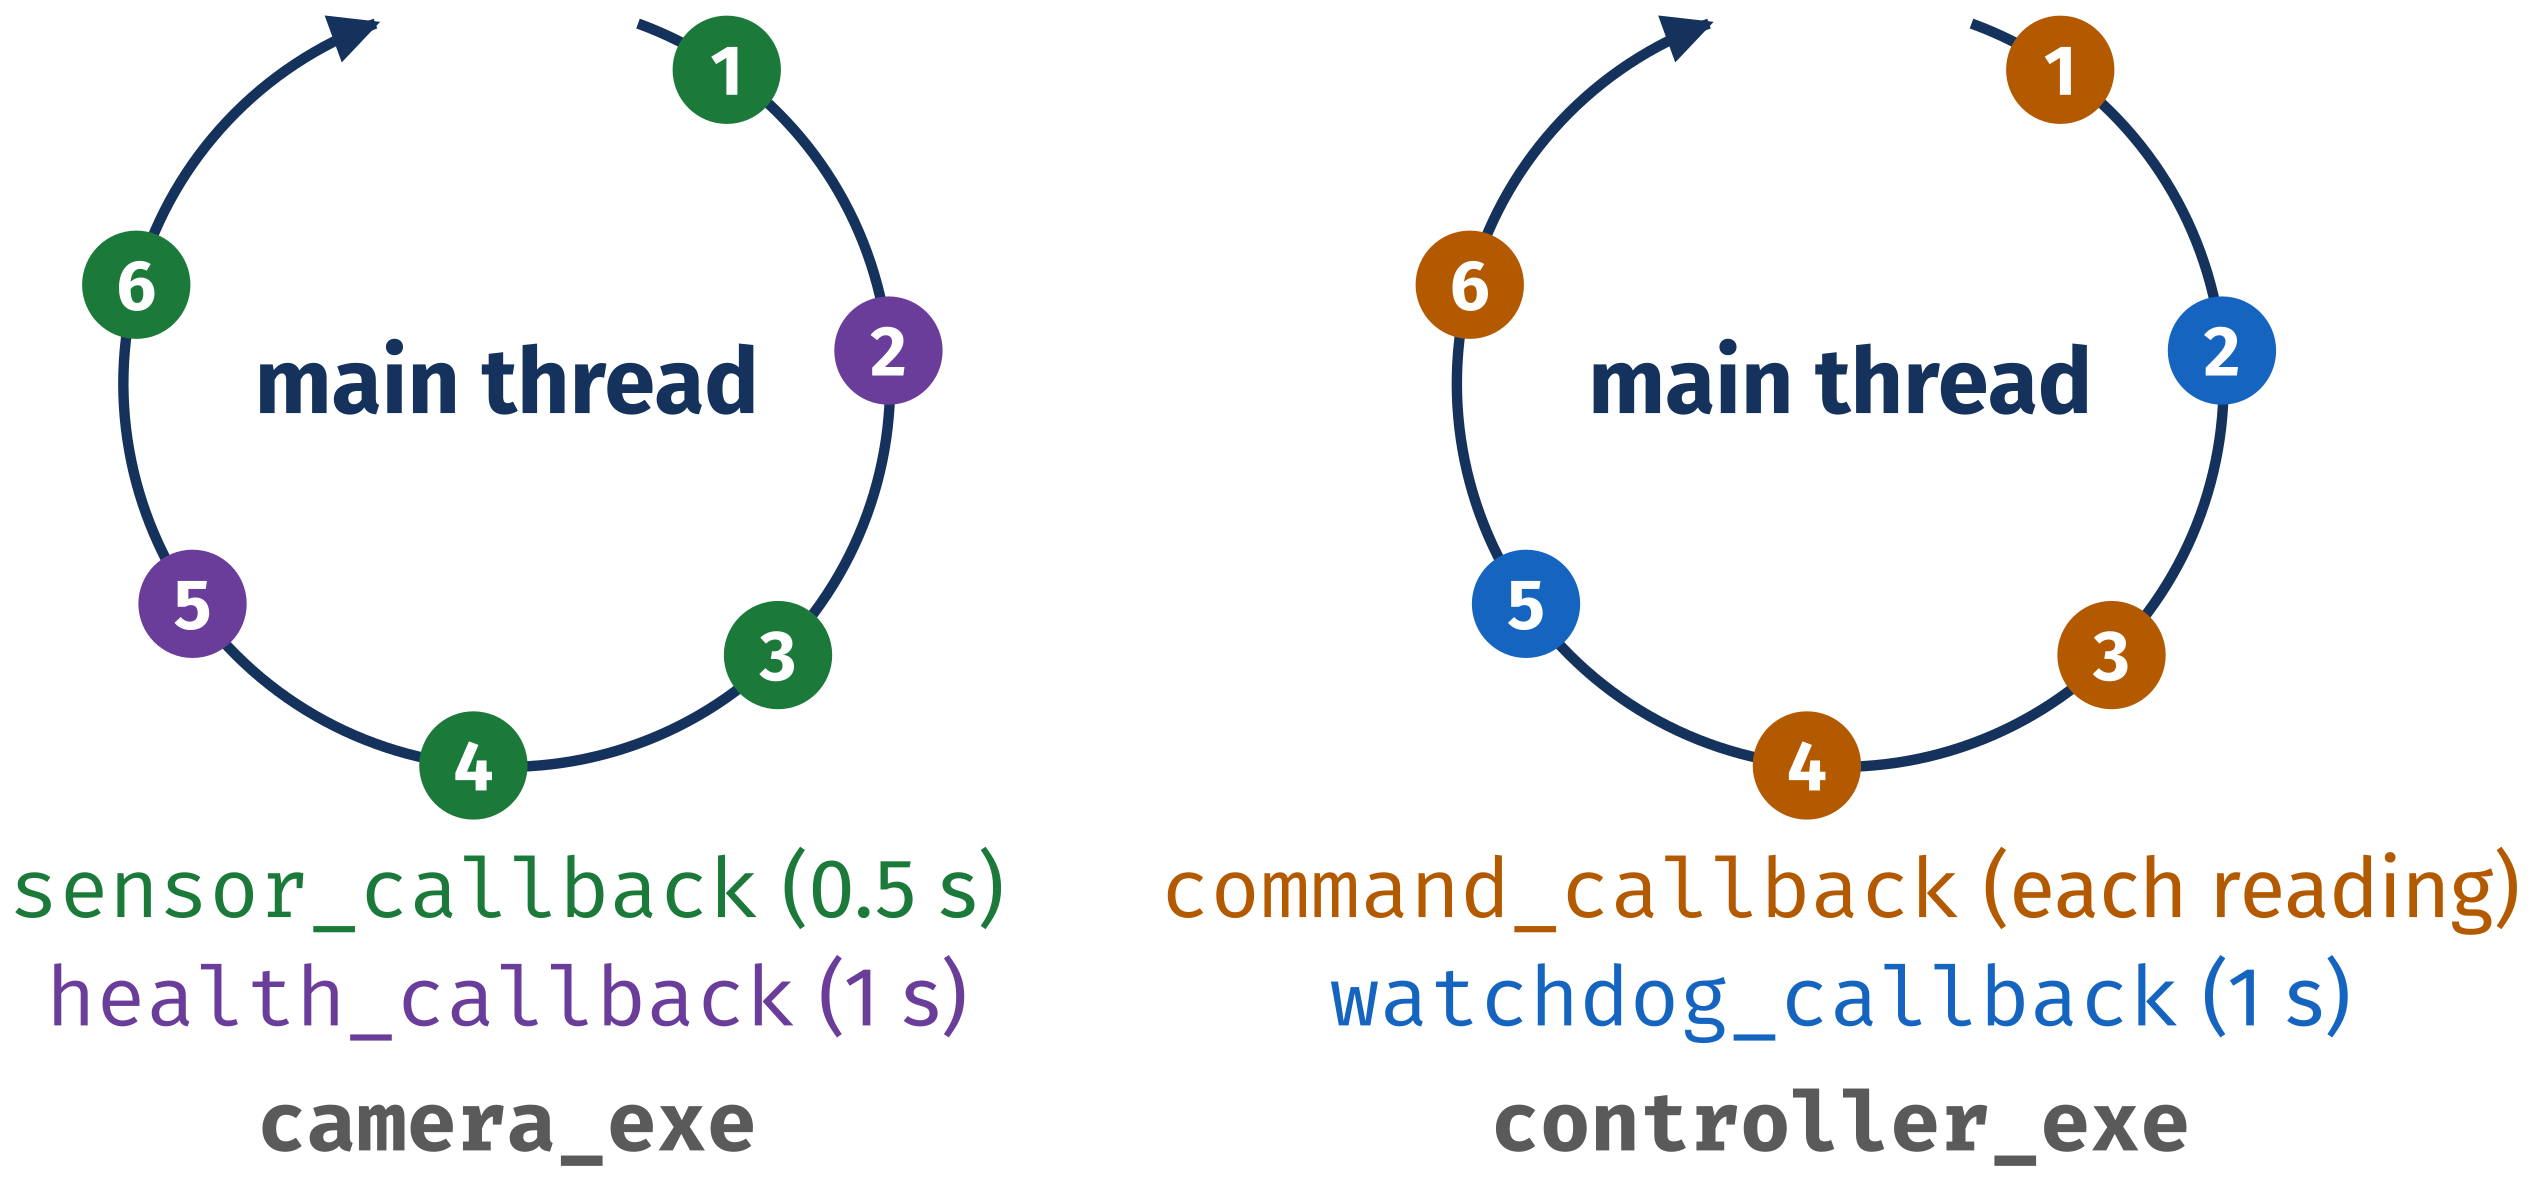 1
2
3
4
5
6
main thread
sensor_callback (0.5 s)
health_callback (1 s)
camera_exe
1
2
3
4
5
6
main thread
command_callback (each reading)
watchdog_callback (1 s)
controller_exe